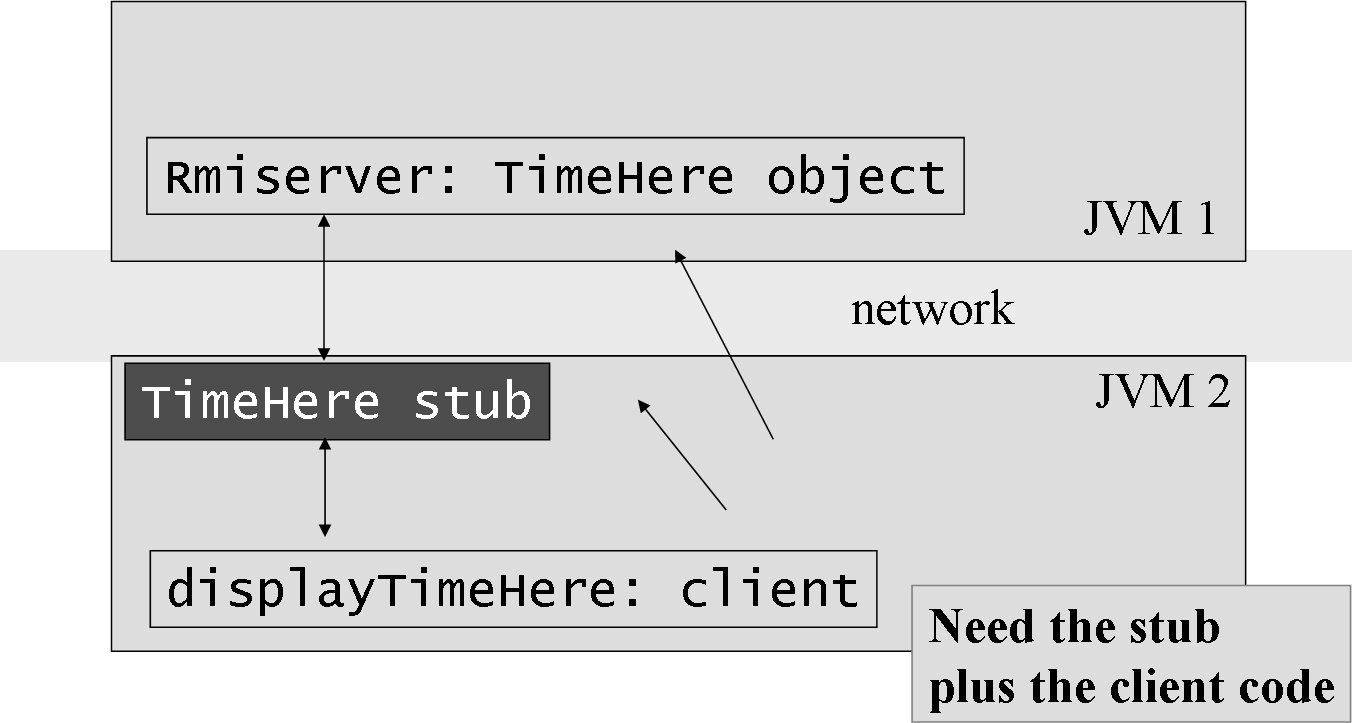 Rmiserver: TimeHere object
JVM 1
network
JVM 2
TimeHere stub
displayTimeHere: client
Need the stub
plus the client code